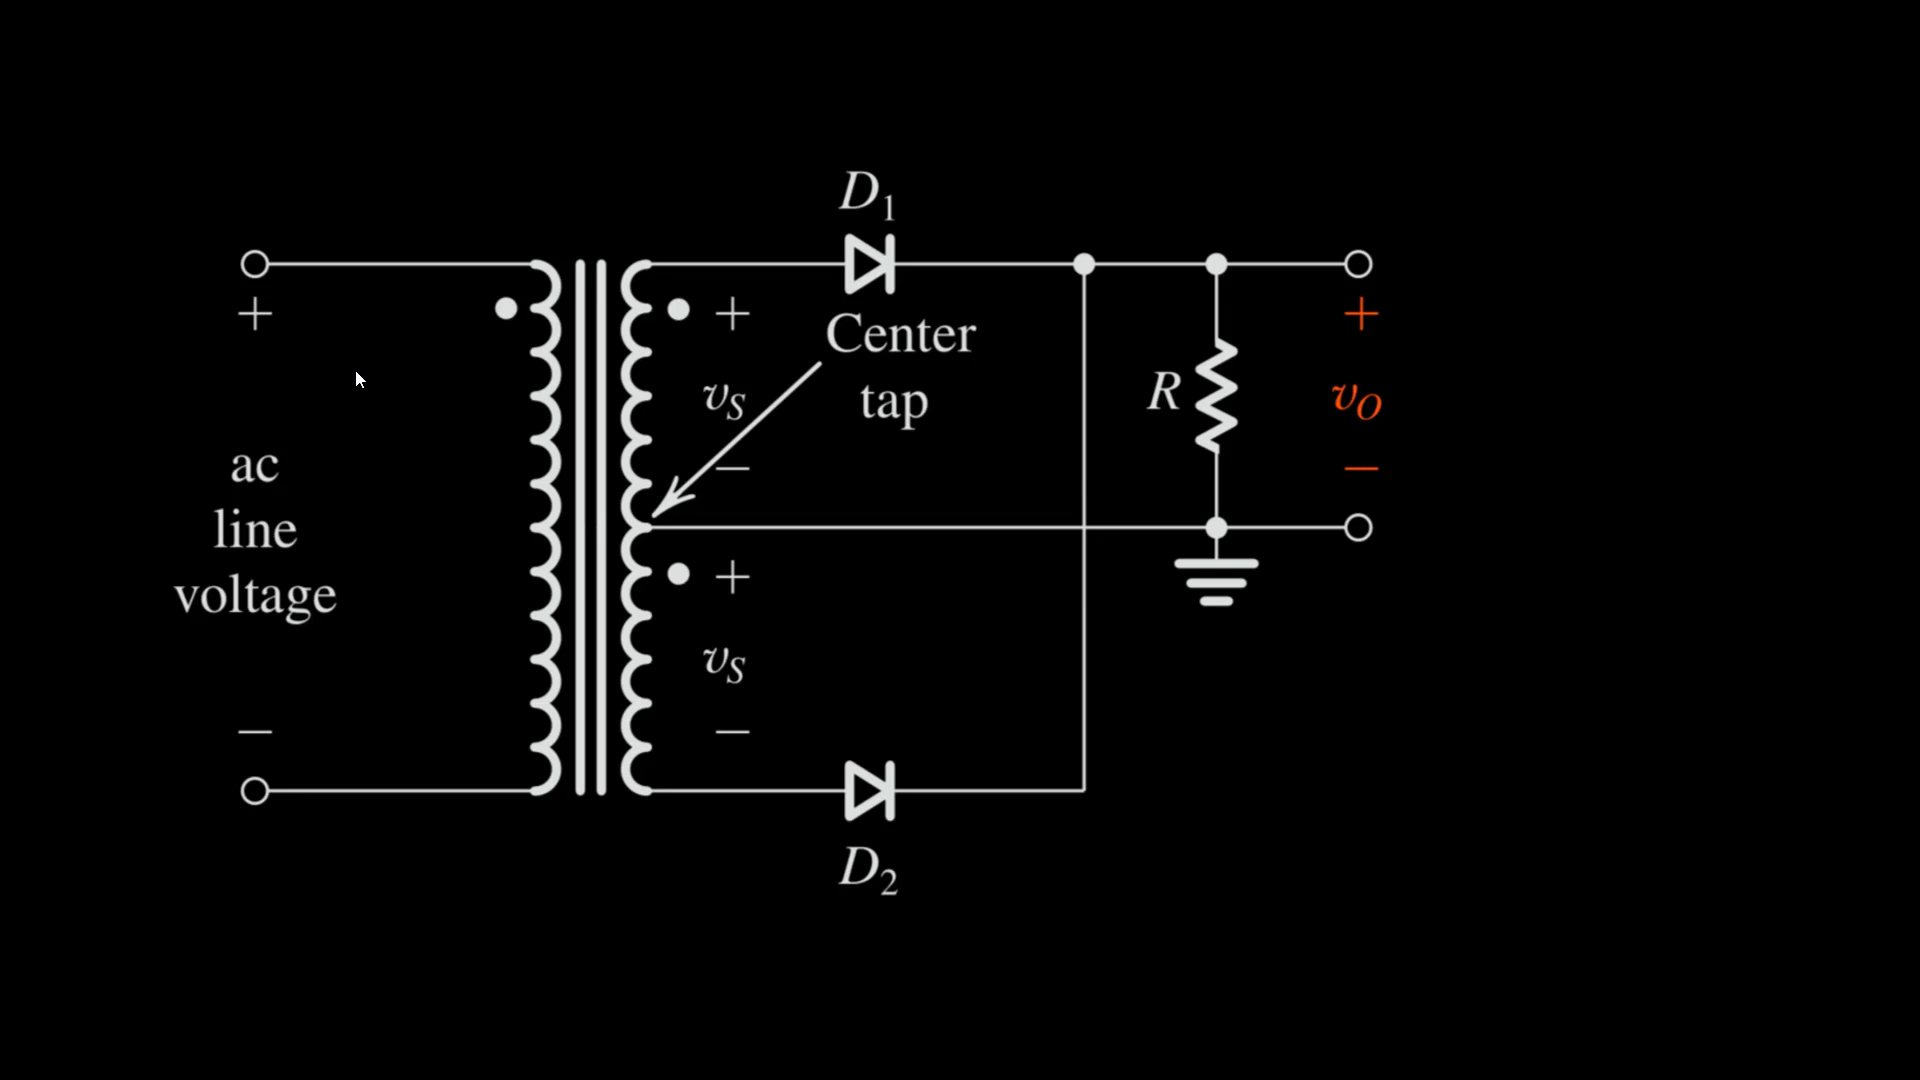 D1
+
+
+
Center
tap
vS
R
vO
−
−
ac
line
voltage
+
vS
−
−
D2